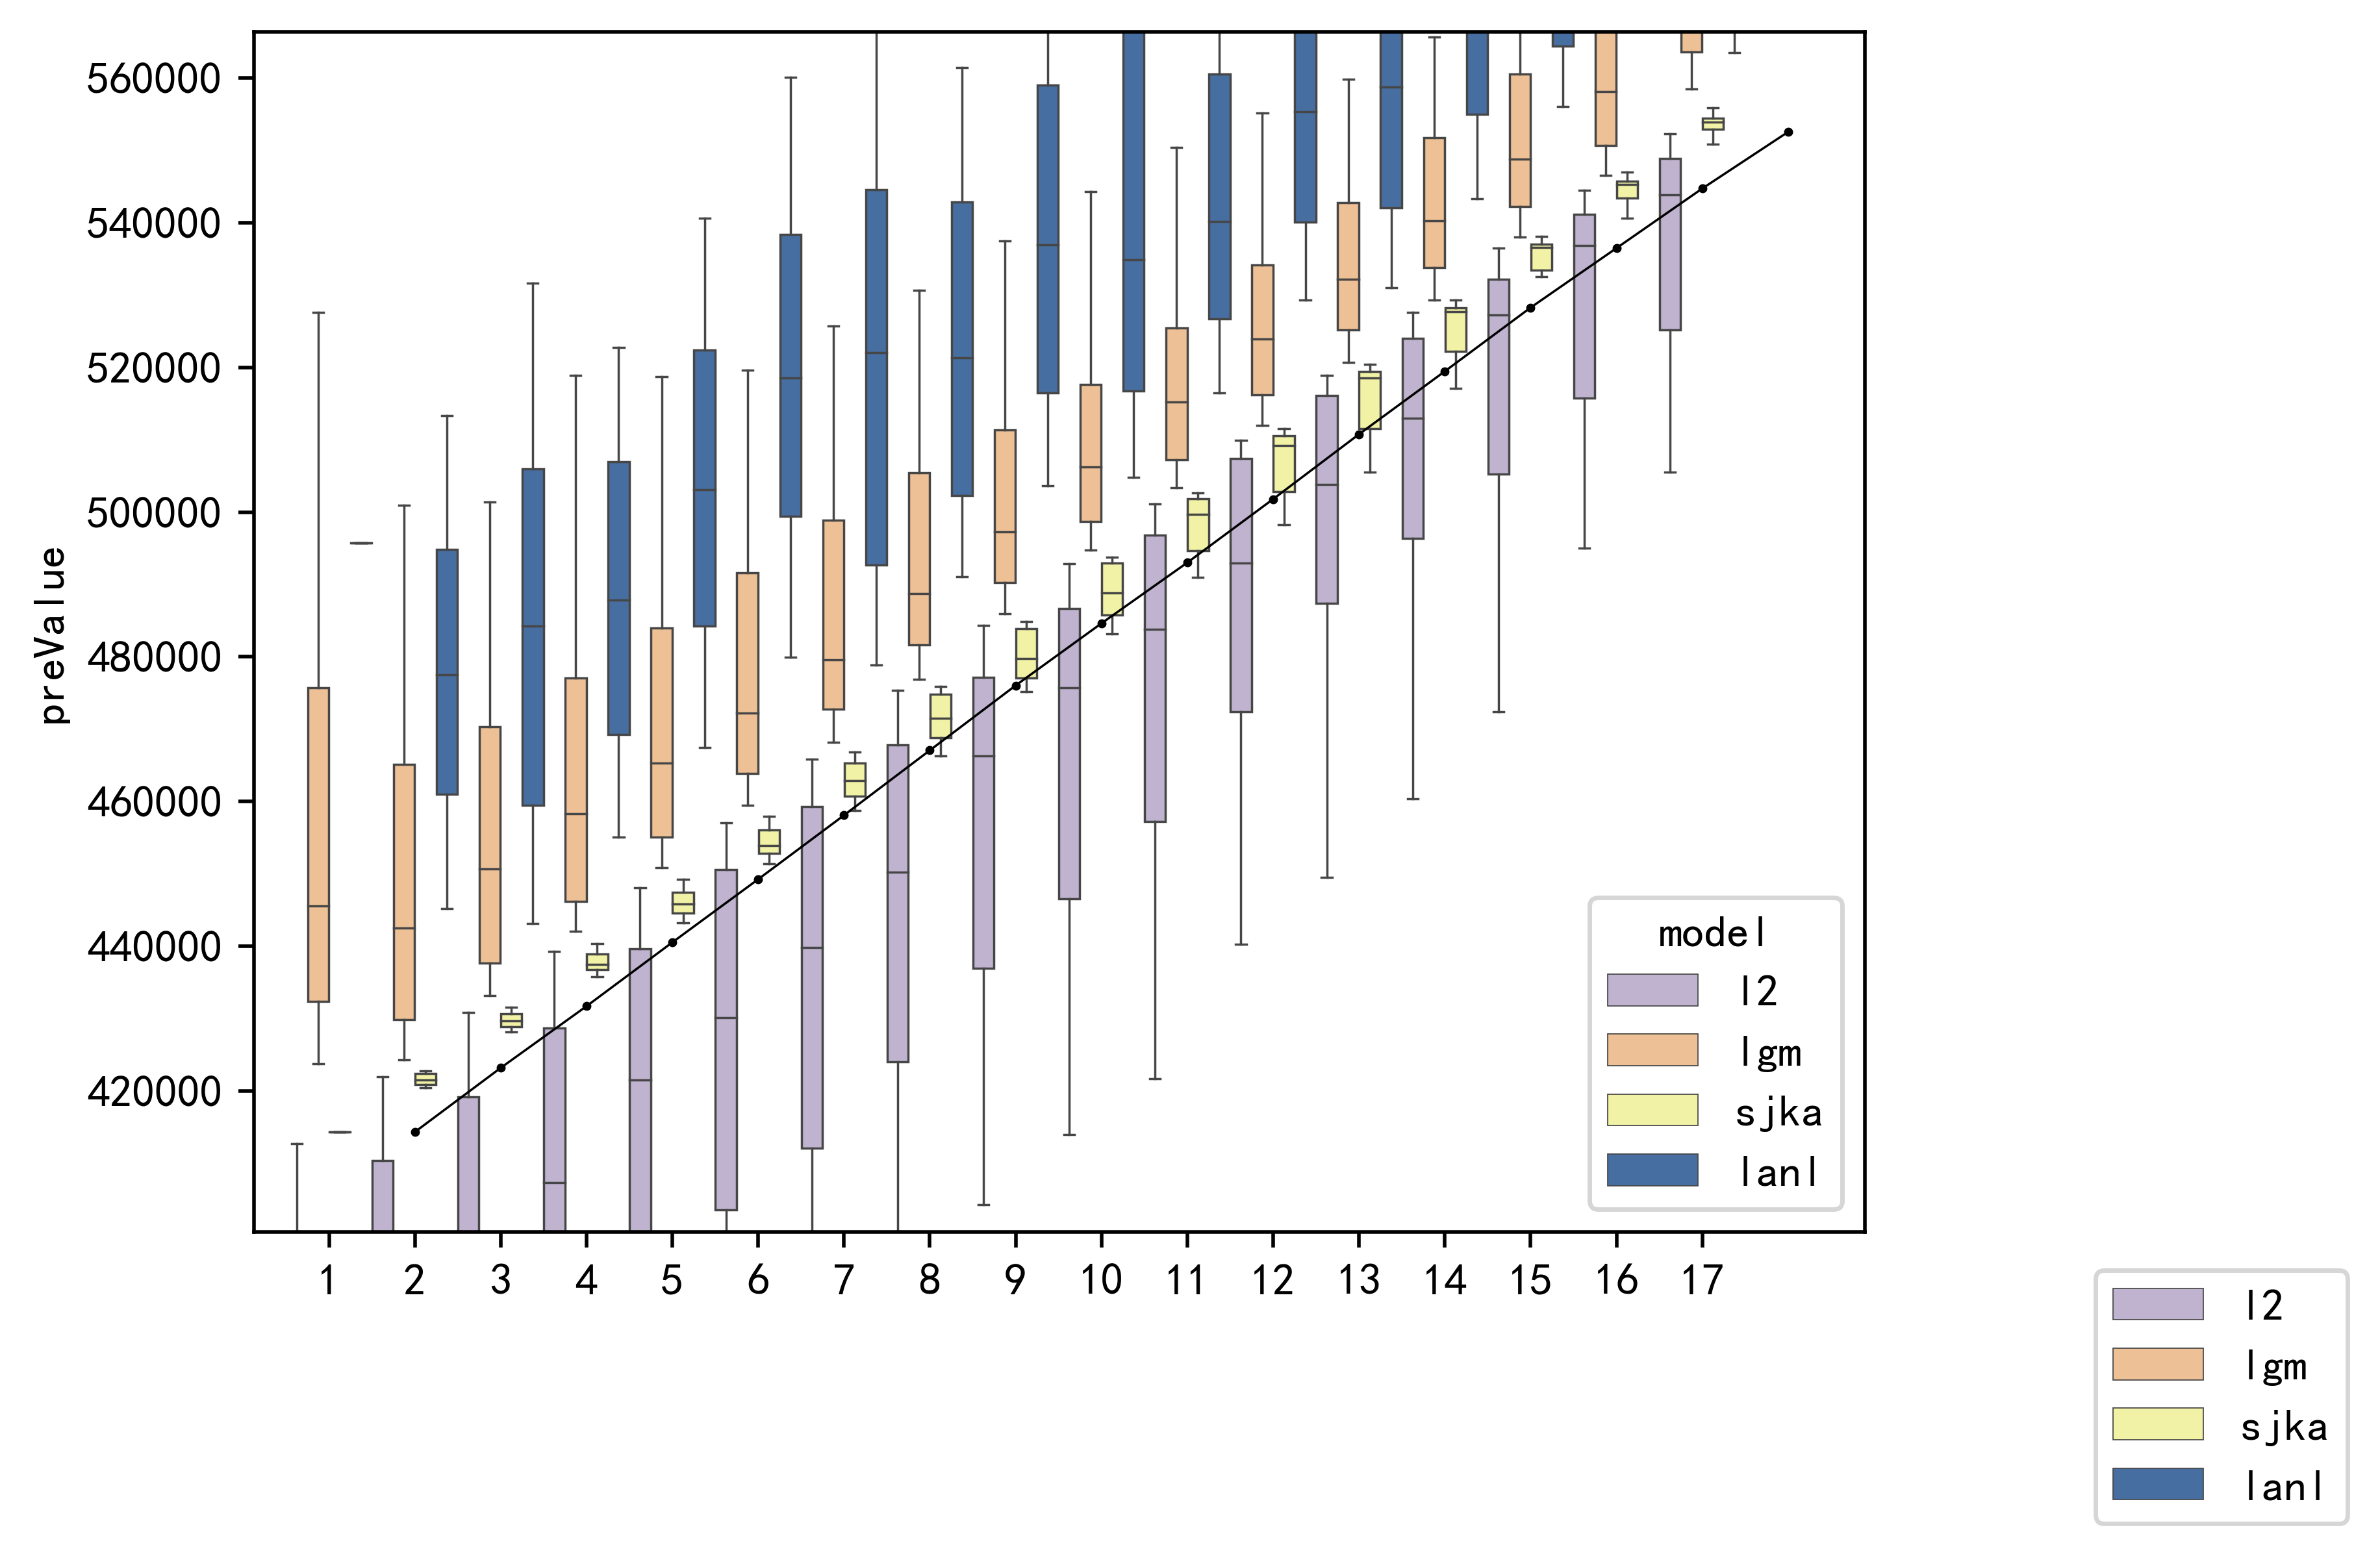 preValue
560000
540000
520000
500000
480000
460000
440000
420000
1 2 3 4 5 6 7 8 9 10 11 12 13 14 15 16 17
model
l2
lgm
sjka
lanl
l2
lgm
sjka
lanl